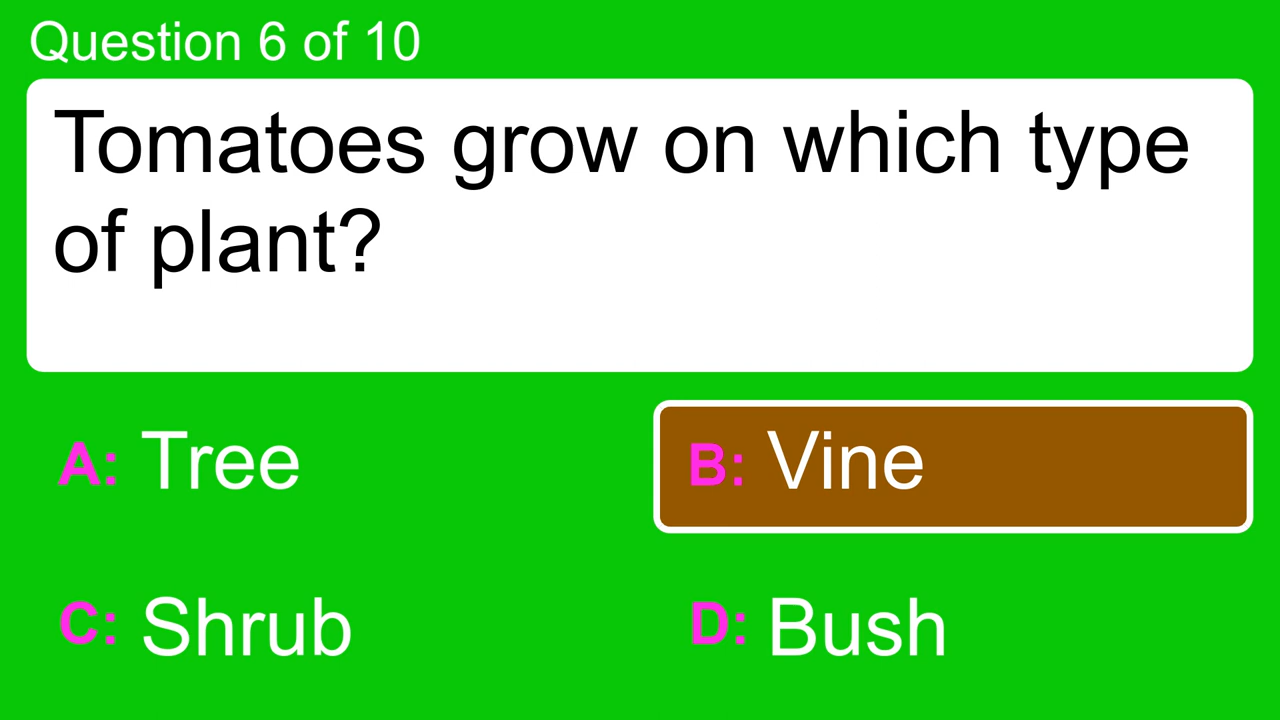 Question 6 of 10
Tomatoes grow on which type
of plant?
A: Tree
B: Vine
C: Shrub
D: Bush